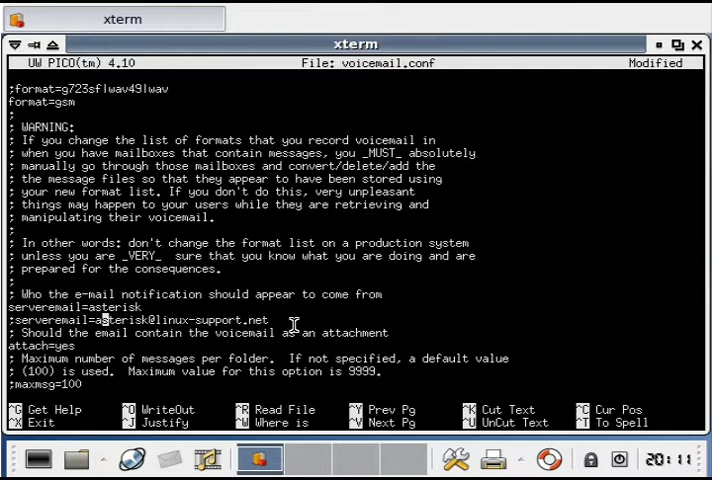 xterm
xterm
UW PICO(tm) 4.10 File: voicemail.conf Modified
;format=g723sf|wav49|wav
format=gsm
;
; WARNING:
; If you change the list of formats that you record voicemail in
; when you have mailboxes that contain messages, you _MUST_ absolutely
; manually go through those mailboxes and convert/delete/add the
; the message files so that they appear to have been stored using
; your new format list. If you don't do this, very unpleasant
; things may happen to your users while they are retrieving and
; manipulating their voicemail.
;
; In other words: don't change the format list on a production system
; unless you are _VERY_  sure that you know what you are doing and are
; prepared for the consequences.
;
; Who the e-mail notification should appear to come from
serveremail=asterisk
;serveremail=asterisk@linux-support.net
; Should the email contain the voicemail as an attachment
attach=yes
; Maximum number of messages per folder.  If not specified, a default value
; (100) is used.  Maximum value for this option is 9999.
;maxmsg=100
^G Get Help ^O WriteOut ^R Read File ^Y Prev Pg ^K Cut Text ^C Cur Pos
^X Exit ^J Justify ^W Where is ^V Next Pg ^U UnCut Text ^T To Spell
20:11